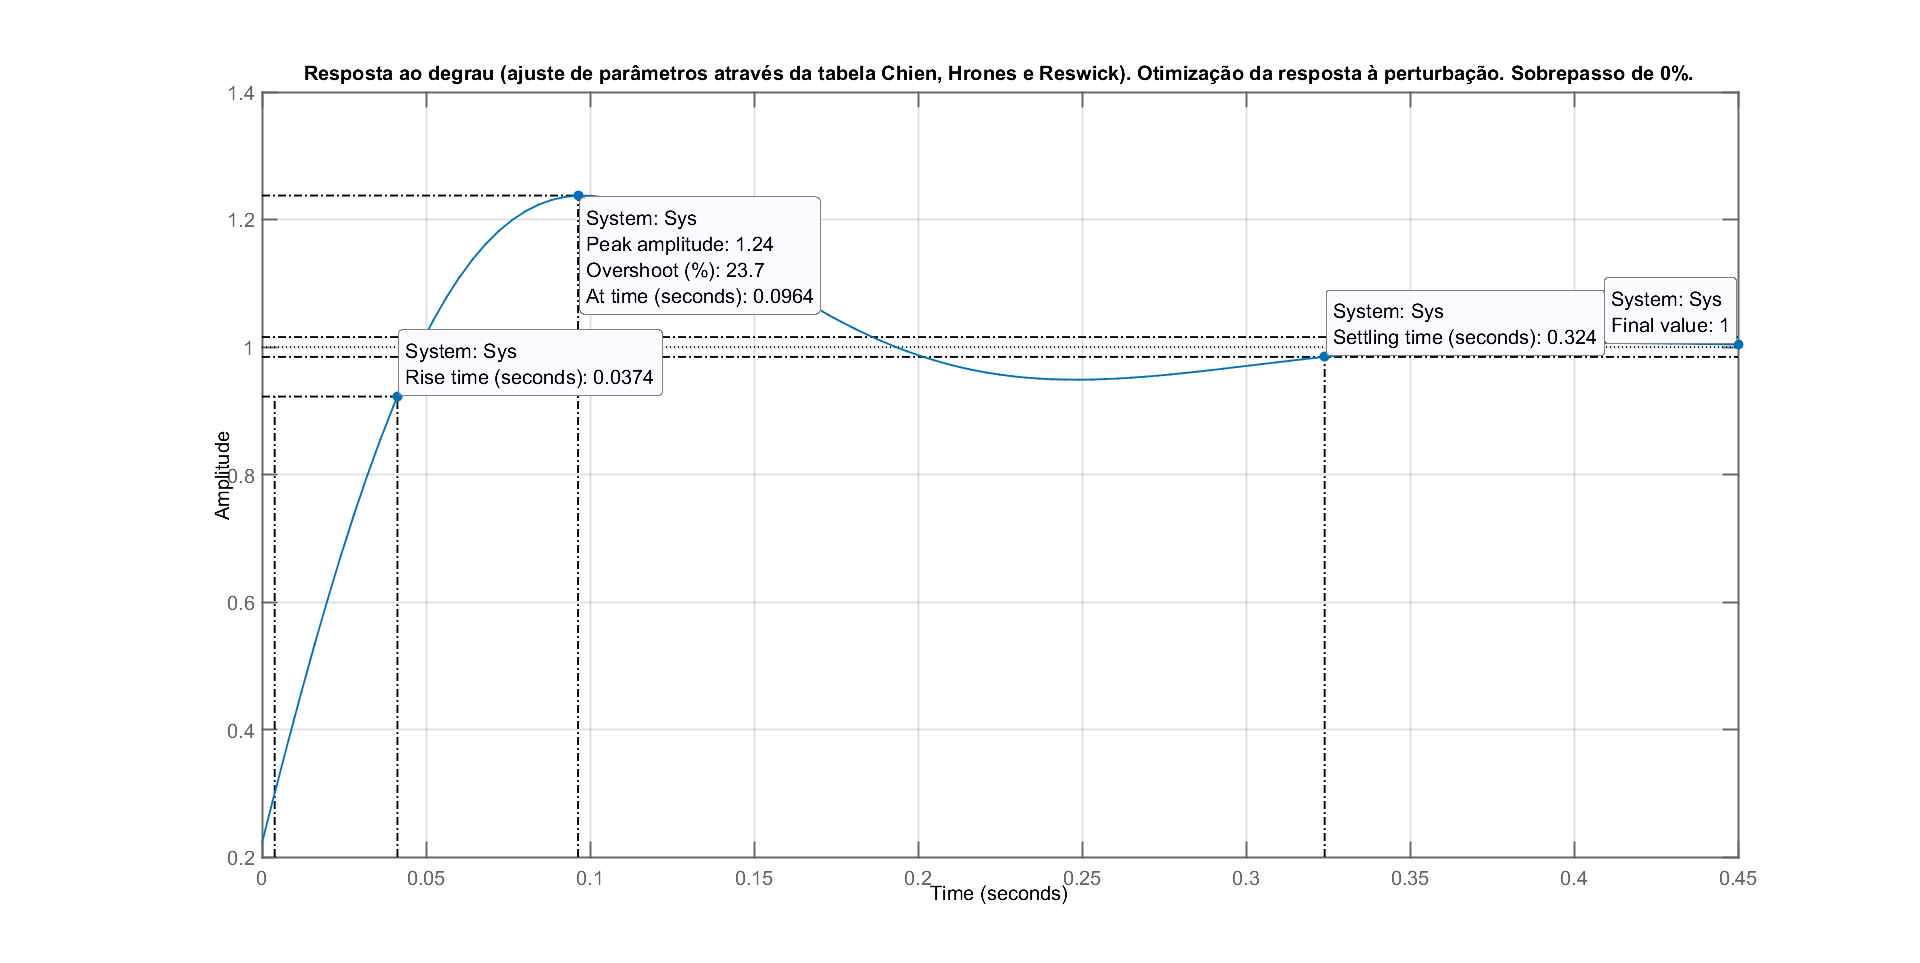 Resposta ao degrau (ajuste de parâmetros através da tabela Chien, Hrones e Reswick). Otimização da resposta à perturbação. Sobrepasso de 0%.
1.4
1.2
1
0.8
0.6
0.4
0.2
Amplitude
System: Sys
Peak amplitude: 1.24
Overshoot (%): 23.7
At time (seconds): 0.0964
System: Sys
Rise time (seconds): 0.0374
System: Sys
Settling time (seconds): 0.324
System: Sys
Final value: 1
0 0.05 0.1 0.15 0.2 0.25 0.3 0.35 0.4 0.45
Time (seconds)